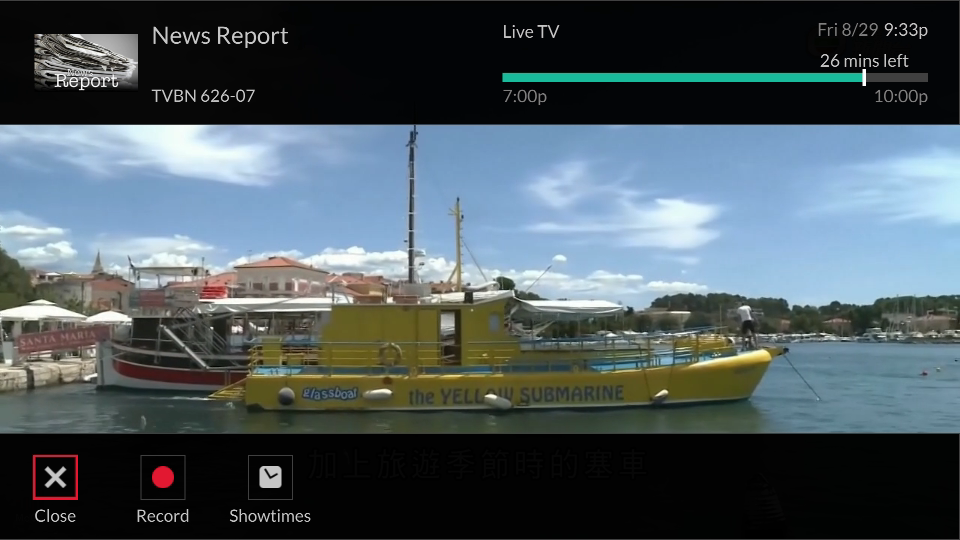 News Report
Report
TVBN 626-07
Live TV
Fri 8/29 9:33p
26 mins left
7:00p
10:00p
SANTA MARIA
glassboat
the YELLOW SUBMARINE
加上旅遊季節時的塞車
Close
Record
Showtimes